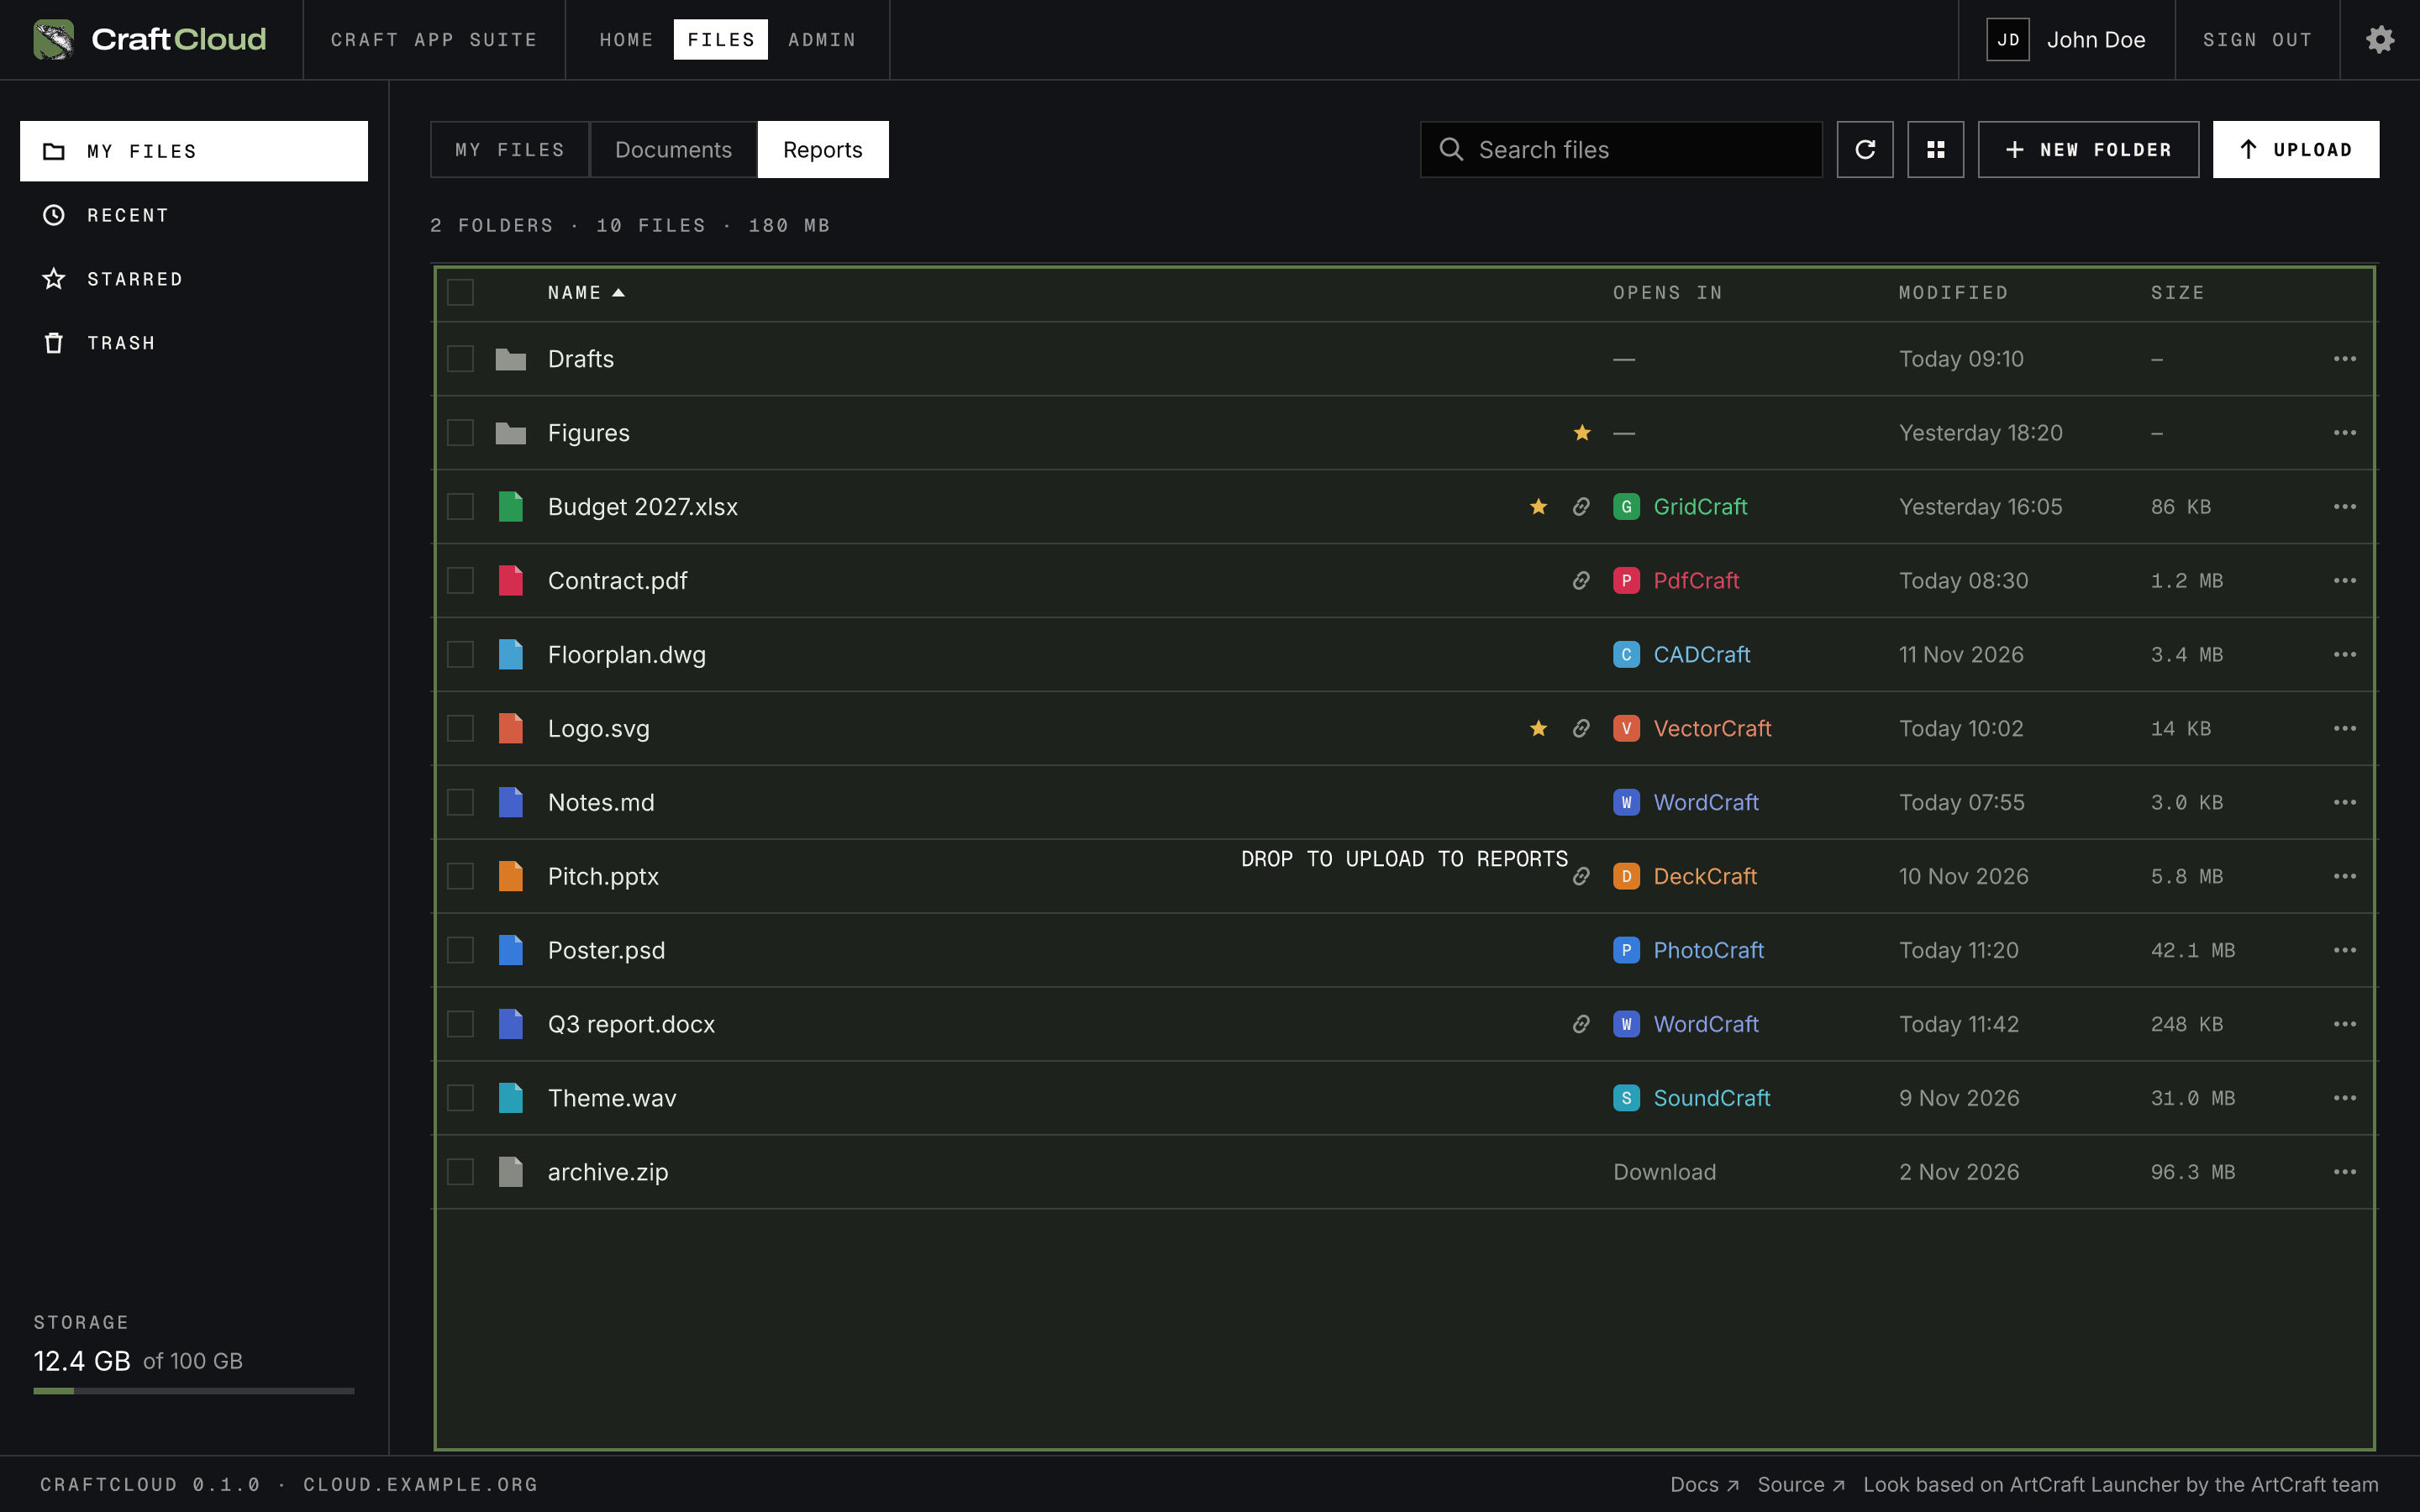 CraftCloud CRAFT APP SUITE HOME FILES ADMIN JD John Doe SIGN OUT
MY FILES
RECENT
STARRED
TRASH
STORAGE
12.4 GB of 100 GB
MY FILES Documents Reports Search files NEW FOLDER UPLOAD
2 FOLDERS · 10 FILES · 180 MB
NAME OPENS IN MODIFIED SIZE
Drafts — Today 09:10 –
Figures — Yesterday 18:20 –
Budget 2027.xlsx G GridCraft Yesterday 16:05 86 KB
Contract.pdf P PdfCraft Today 08:30 1.2 MB
Floorplan.dwg C CADCraft 11 Nov 2026 3.4 MB
Logo.svg V VectorCraft Today 10:02 14 KB
Notes.md W WordCraft Today 07:55 3.0 KB
DROP TO UPLOAD TO REPORTS
Pitch.pptx D DeckCraft 10 Nov 2026 5.8 MB
Poster.psd P PhotoCraft Today 11:20 42.1 MB
Q3 report.docx W WordCraft Today 11:42 248 KB
Theme.wav S SoundCraft 9 Nov 2026 31.0 MB
archive.zip Download 2 Nov 2026 96.3 MB
CRAFTCLOUD 0.1.0 · CLOUD.EXAMPLE.ORG Docs ↗ Source ↗ Look based on ArtCraft Launcher by the ArtCraft team